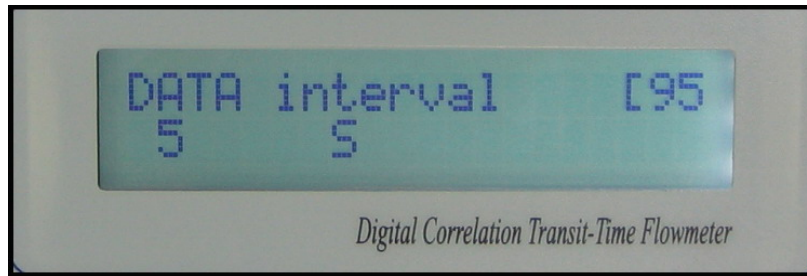 DATA interval [95
5 S
Digital Correlation Transit-Time Flowmeter